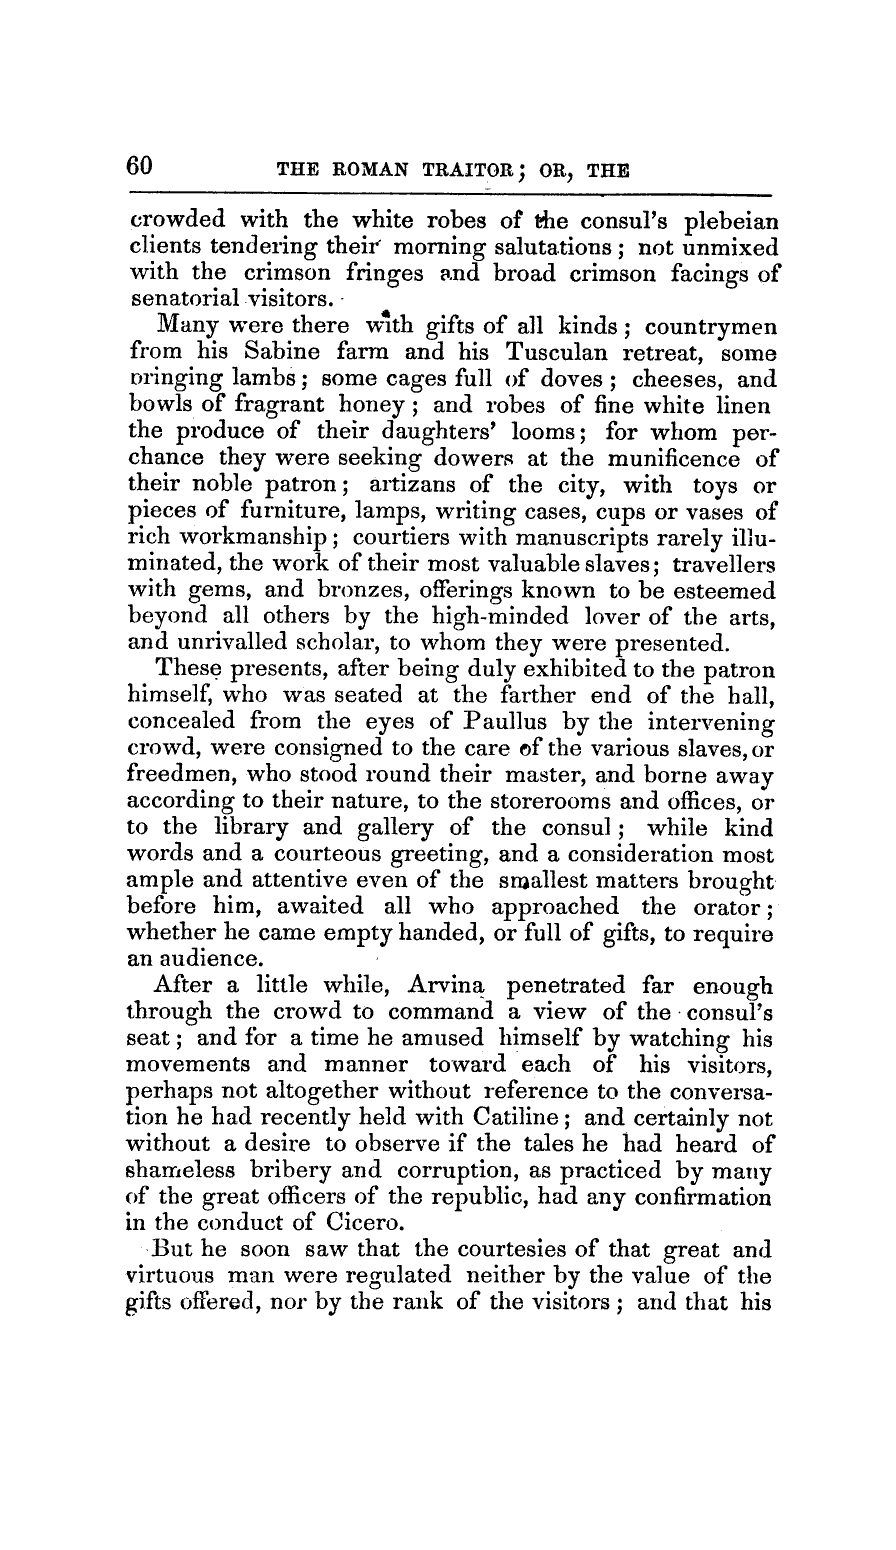 60 THE ROMAN TRAITOR; OR, THE
crowded with the white robes of the consul's plebeian
clients tendering their morning salutations; not unmixed
with the crimson fringes and broad crimson facings of
senatorial visitors.
Many were there with gifts of all kinds; countrymen
from his Sabine farm and his Tusculan retreat, some
bringing lambs; some cages full of doves; cheeses, and
bowls of fragrant honey; and robes of fine white linen
the produce of their daughters' looms; for whom per-
chance they were seeking dowers at the munificence of
their noble patron; artizans of the city, with toys or
pieces of furniture, lamps, writing cases, cups or vases of
rich workmanship; courtiers with manuscripts rarely illu-
minated, the work of their most valuable slaves; travellers
with gems, and bronzes, offerings known to be esteemed
beyond all others by the high-minded lover of the arts,
and unrivalled scholar, to whom they were presented.
These presents, after being duly exhibited to the patron
himself, who was seated at the farther end of the hall,
concealed from the eyes of Paullus by the intervening
crowd, were consigned to the care of the various slaves, or
freedmen, who stood round their master, and borne away
according to their nature, to the storerooms and offices, or
to the library and gallery of the consul; while kind
words and a courteous greeting, and a consideration most
ample and attentive even of the smallest matters brought
before him, awaited all who approached the orator;
whether he came empty handed, or full of gifts, to require
an audience.
After a little while, Arvina penetrated far enough
through the crowd to command a view of the consul's
seat; and for a time he amused himself by watching his
movements and manner toward each of his visitors,
perhaps not altogether without reference to the conversa-
tion he had recently held with Catiline; and certainly not
without a desire to observe if the tales he had heard of
shameless bribery and corruption, as practiced by many
of the great officers of the republic, had any confirmation
in the conduct of Cicero.
But he soon saw that the courtesies of that great and
virtuous man were regulated neither by the value of the
gifts offered, nor by the rank of the visitors; and that his